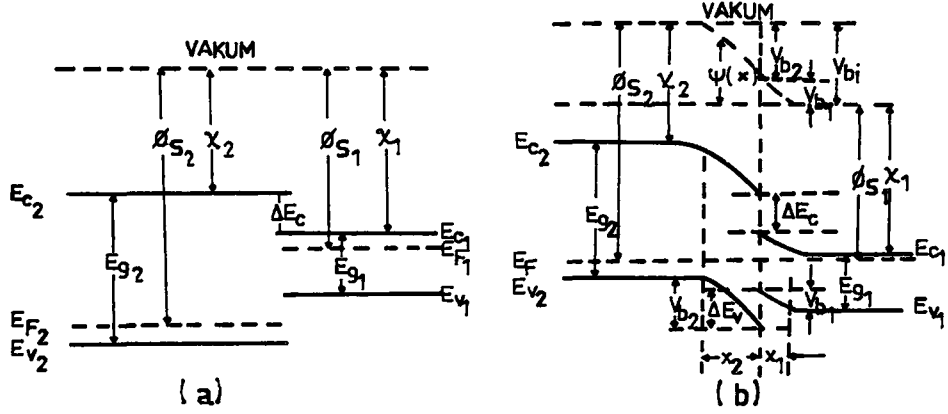 VAKUM
ØS2 χ2 ØS1 χ1
Ec2
ΔEc
Ec1
EF1
Eg2
Eg1
Ev1
EF2
Ev2
(a)
VAKUM
ØS2 χ2 Ψ(x) Vb2 Vbi
Vb1
Ec2
ØS1 χ1
Eg2
ΔEc
Ec1
EF
Eg1
Ev2
Vb2 ΔEv Vb1
Ev1
x2 x1
(b)